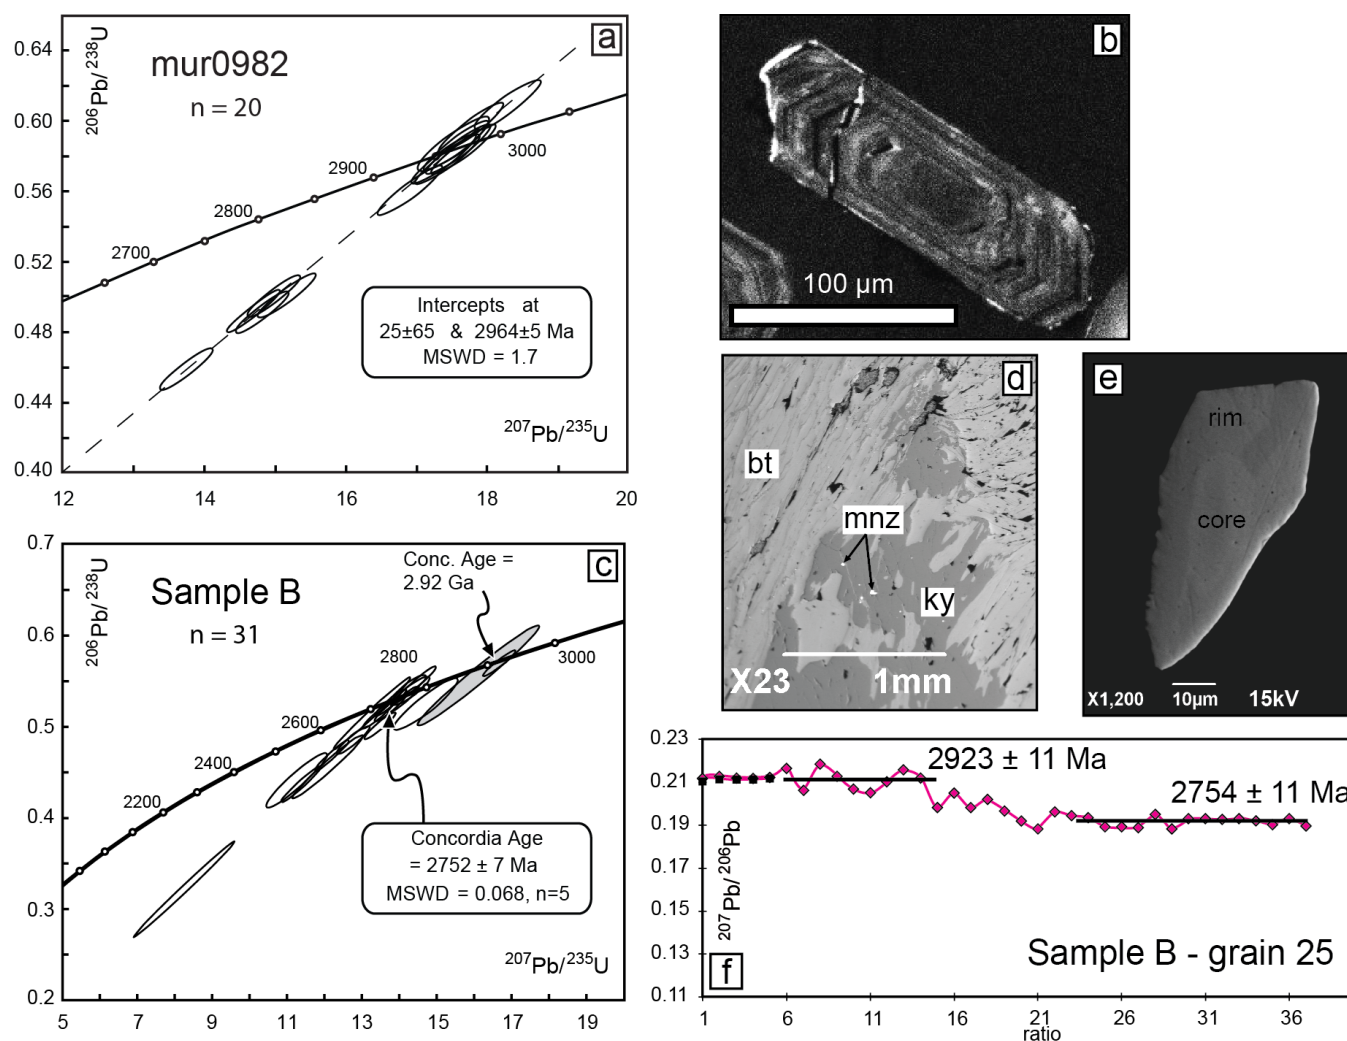 a
mur0982
n = 20
206Pb/238U
0.64
0.60
0.56
0.52
0.48
0.44
0.40
2700
2800
2900
3000
Intercepts at
25±65 & 2964±5 Ma
MSWD = 1.7
207Pb/235U
12
14
16
18
20
b
100 µm
c
Sample B
n = 31
206Pb/238U
0.7
0.6
0.5
0.4
0.3
0.2
Conc. Age =
2.92 Ga
2200
2400
2600
2800
3000
Concordia Age
= 2752 ± 7 Ma
MSWD = 0.068, n=5
207Pb/235U
5
7
9
11
13
15
17
19
d
bt
mnz
ky
X23
1mm
e
rim
core
X1,200
10µm
15kV
f
0.23
0.21
0.19
0.17
0.15
0.13
0.11
207Pb/206Pb
2923 ± 11 Ma
2754 ± 11 Ma
Sample B - grain 25
1
6
11
16
21
26
31
36
ratio